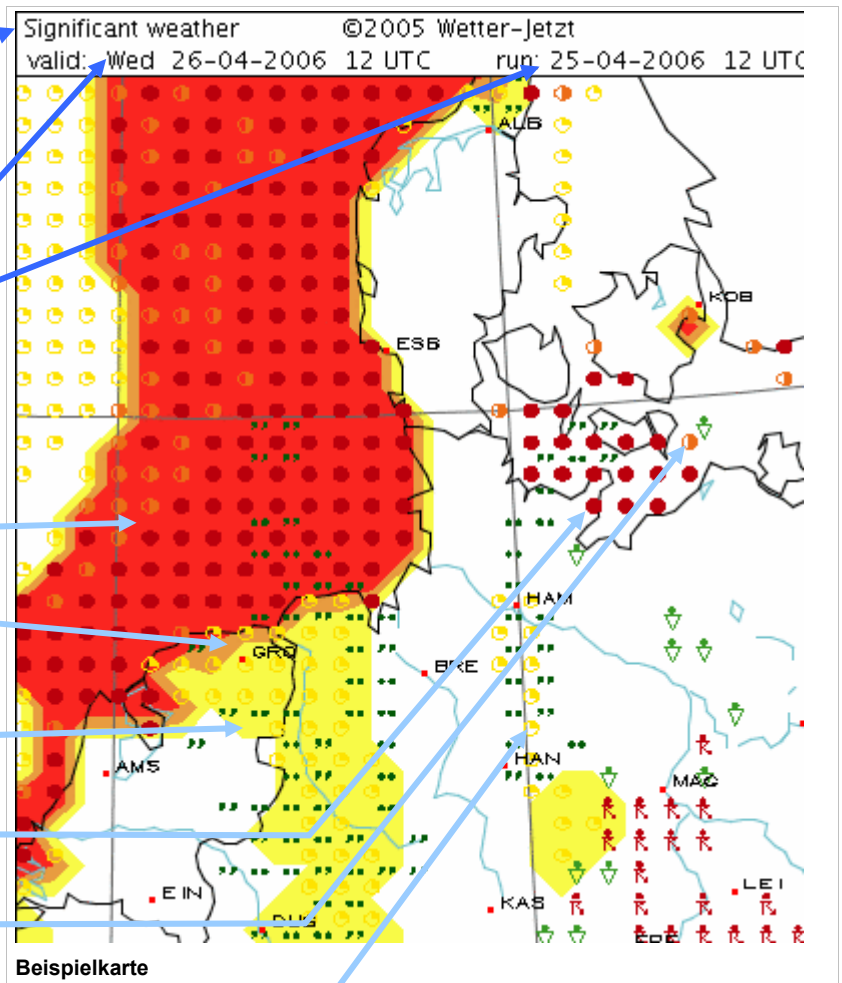 Significant weather ©2005 Wetter-Jetzt
valid: Wed 26-04-2006 12 UTC run: 25-04-2006 12 UTC
ALB
KOB
ESB
HAM
GRO
BRE
HAN
AMS
MAG
LEI
EIN
KAS
DUS
ERF
Beispielkarte